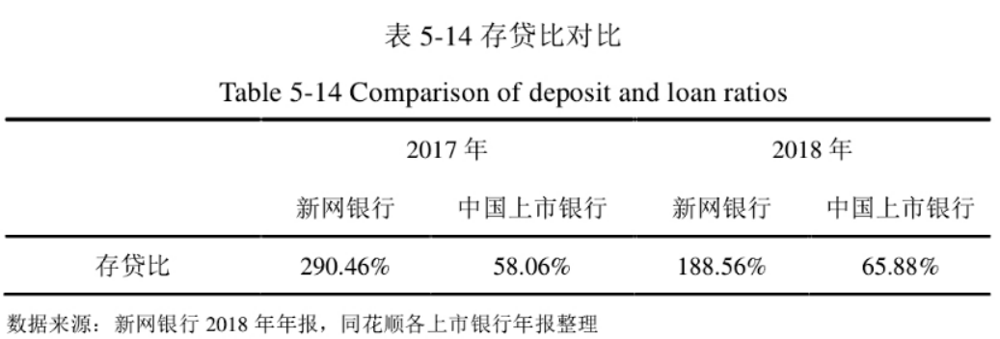 表 5-14 存贷比对比
Table 5-14 Comparison of deposit and loan ratios
2017 年 2018 年
新网银行 中国上市银行 新网银行 中国上市银行
存贷比 290.46% 58.06% 188.56% 65.88%
数据来源：新网银行 2018 年年报，同花顺各上市银行年报整理